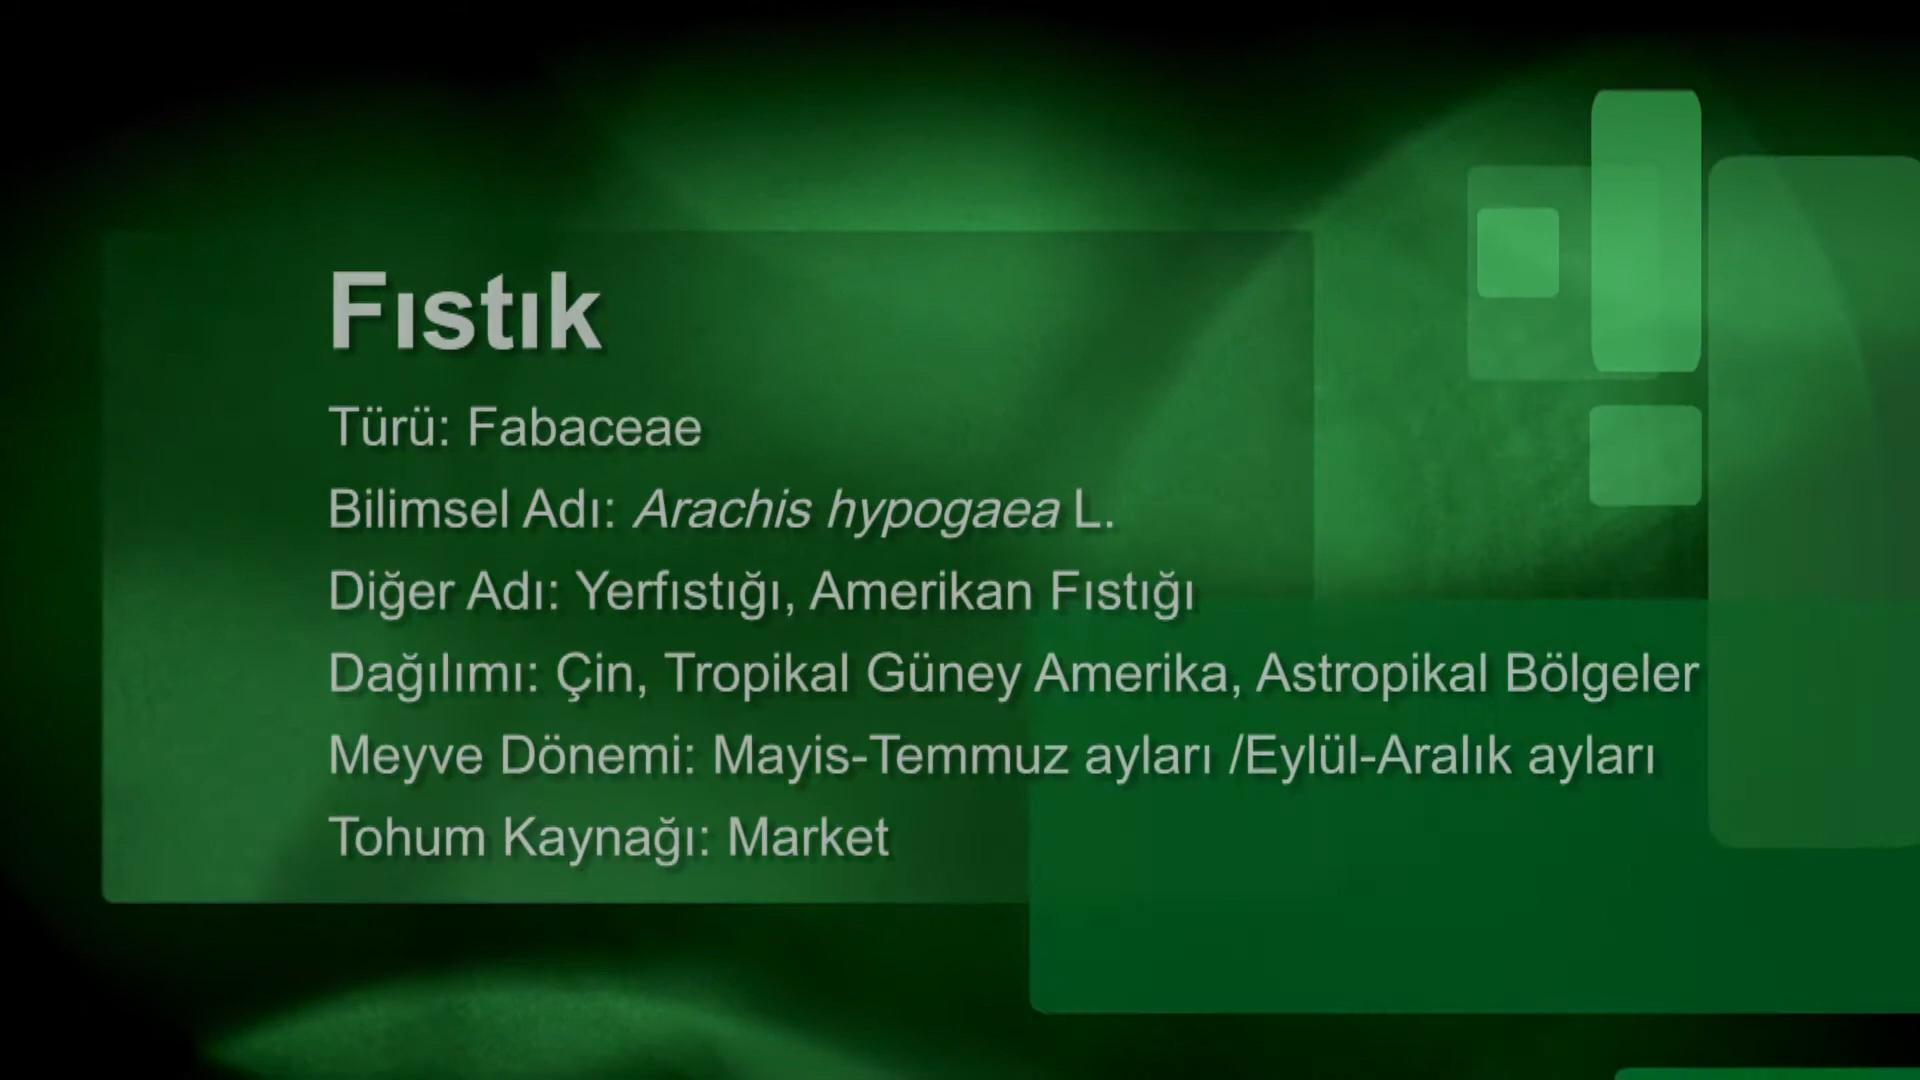 Fıstık
Türü: Fabaceae
Bilimsel Adı: Arachis hypogaea L.
Diğer Adı: Yerfıstığı, Amerikan Fıstığı
Dağılımı: Çin, Tropikal Güney Amerika, Astropikal Bölgeler
Meyve Dönemi: Mayis-Temmuz ayları /Eylül-Aralık ayları
Tohum Kaynağı: Market